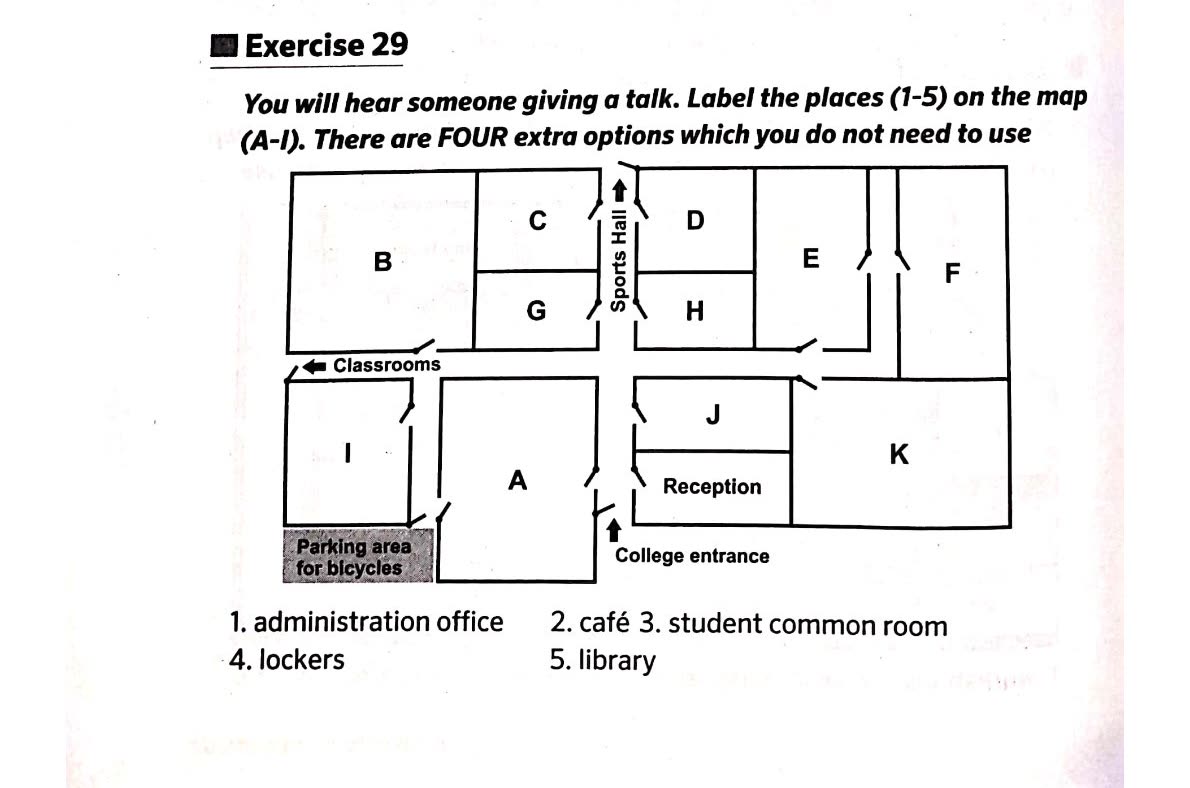 Exercise 29
You will hear someone giving a talk. Label the places (1-5) on the map
(A-I). There are FOUR extra options which you do not need to use
B
C
Sports Hall
D
E
F
G
H
Classrooms
I
A
J
K
Reception
Parking area
for bicycles
College entrance
1. administration office 2. café 3. student common room
4. lockers 5. library